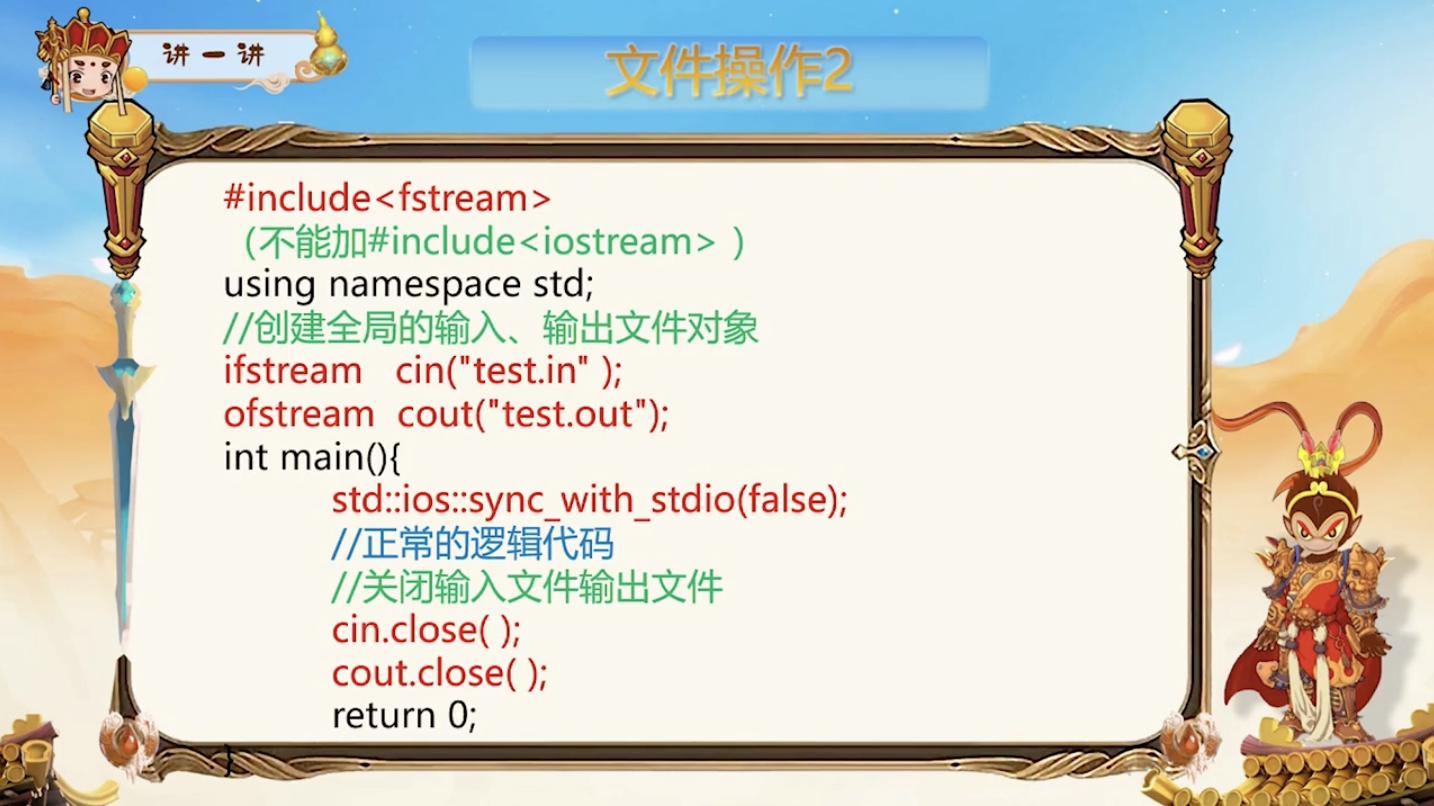 讲一讲
文件操作2
#include<fstream>
（不能加#include<iostream> ）
using namespace std;
//创建全局的输入、输出文件对象
ifstream   cin("test.in" );
ofstream  cout("test.out");
int main(){
std::ios::sync_with_stdio(false);
//正常的逻辑代码
//关闭输入文件输出文件
cin.close( );
cout.close( );
return 0;
}